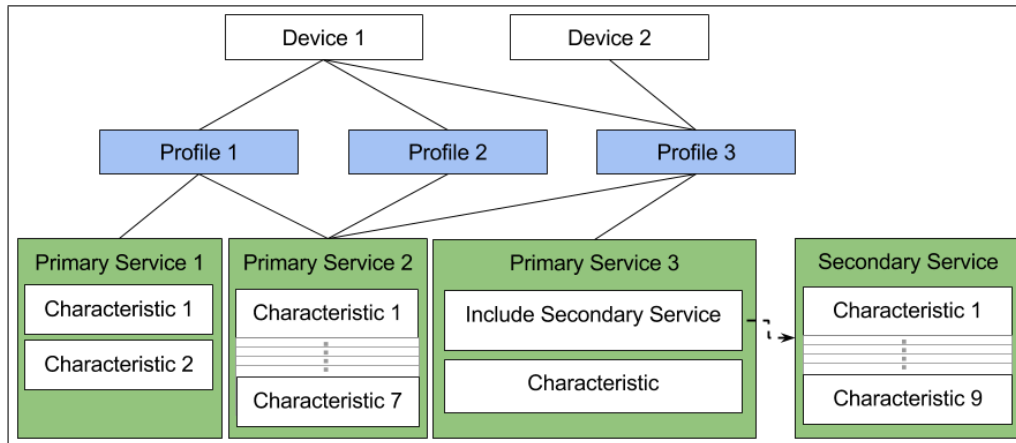 Device 1
Device 2
Profile 1
Profile 2
Profile 3
Primary Service 1
Characteristic 1
Characteristic 2
Primary Service 2
Characteristic 1
Characteristic 7
Primary Service 3
Include Secondary Service
Characteristic
Secondary Service
Characteristic 1
Characteristic 9